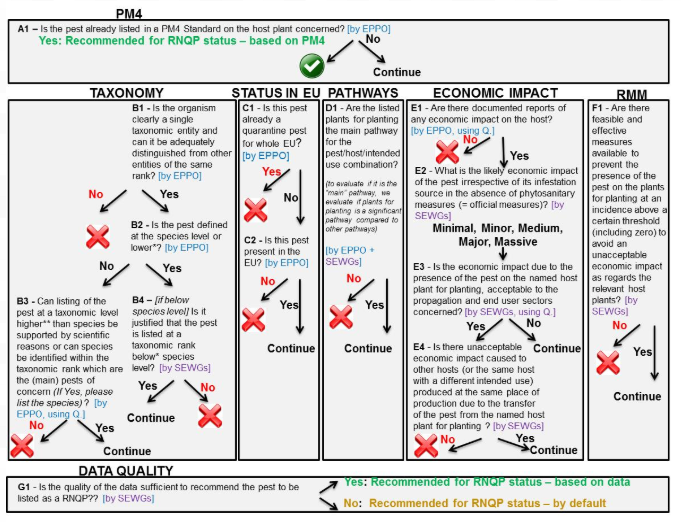 PM4
A1 – Is the pest already listed in a PM4 Standard on the host plant concerned? [by EPPO]
Yes: Recommended for RNQP status – based on PM4
No
Continue
TAXONOMY
B1 - Is the organism
clearly a single
taxonomic entity and
can it be adequately
distinguished from other
entities of the same
rank? [by EPPO]
No
Yes
B2 - Is the pest defined
at the species level or
lower*? [by EPPO]
No
Yes
B3 - Can listing of the
pest at a taxonomic level
higher** than species be
supported by scientific
reasons or can species
be identified within the
taxonomic rank which are
the (main) pests of
concern (If Yes, please
list the species) ? [by
EPPO, using Q.]
No
Yes
Continue
B4 – [if below
species level] Is it
justified that the pest
is listed at a
taxonomic rank
below* species
level? [by SEWGs]
Yes
No
Continue
STATUS IN EU
C1 - Is this pest
already a
quarantine pest
for whole EU?
[by EPPO]
Yes
No
C2 - Is this pest
present in the
EU? [by EPPO]
No
Yes
Continue
PATHWAYS
D1 - Are the listed
plants for planting
the main pathway
for the
pest/host/intended
use combination?
(to evaluate if it is the
"main" pathway, we
evaluate if plants for
planting is a significant
pathway compared to
other pathways)
[by EPPO +
SEWGs]
No
Yes
Continue
ECONOMIC IMPACT
E1 - Are there documented reports of
any economic impact on the host?
[by EPPO, using Q.]
No
Yes
E2 - What is the likely economic impact
of the pest irrespective of its infestation
source in the absence of phytosanitary
measures (= official measures)? [by
SEWGs]
Minimal, Minor, Medium,
Major, Massive
E3 - Is the economic impact due to the
presence of the pest on the named host
plant for planting, acceptable to the
propagation and end user sectors
concerned? [by SEWGs, using Q.]
Yes
No
Continue
E4 - Is there unacceptable
economic impact caused to
other hosts (or the same host
with a different intended use)
produced at the same place of
production due to the transfer
of the pest from the named host
plant for planting ? [by SEWGs]
No
Yes
Continue
RMM
F1 - Are there
feasible and
effective
measures
available to
prevent the
presence of the
pest on the plants
for planting at an
incidence above a
certain threshold
(including zero) to
avoid an
unacceptable
economic impact
as regards the
relevant host
plants? [by
SEWGs]
No
Yes
Continue
DATA QUALITY
G1 - Is the quality of the data sufficient to recommend the pest to be
listed as a RNQP?? [by SEWGs]
Yes: Recommended for RNQP status – based on data
No: Recommended for RNQP status – by default